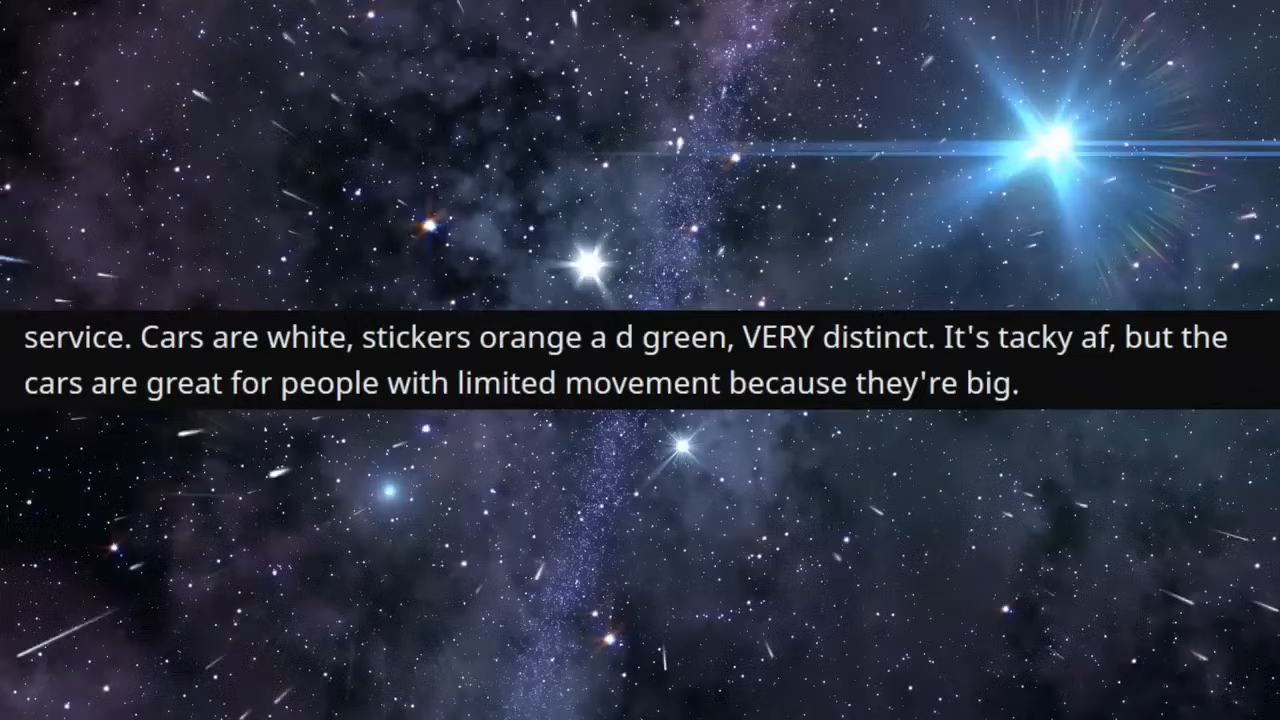 service. Cars are white, stickers orange a d green, VERY distinct. It's tacky af, but the
cars are great for people with limited movement because they're big.